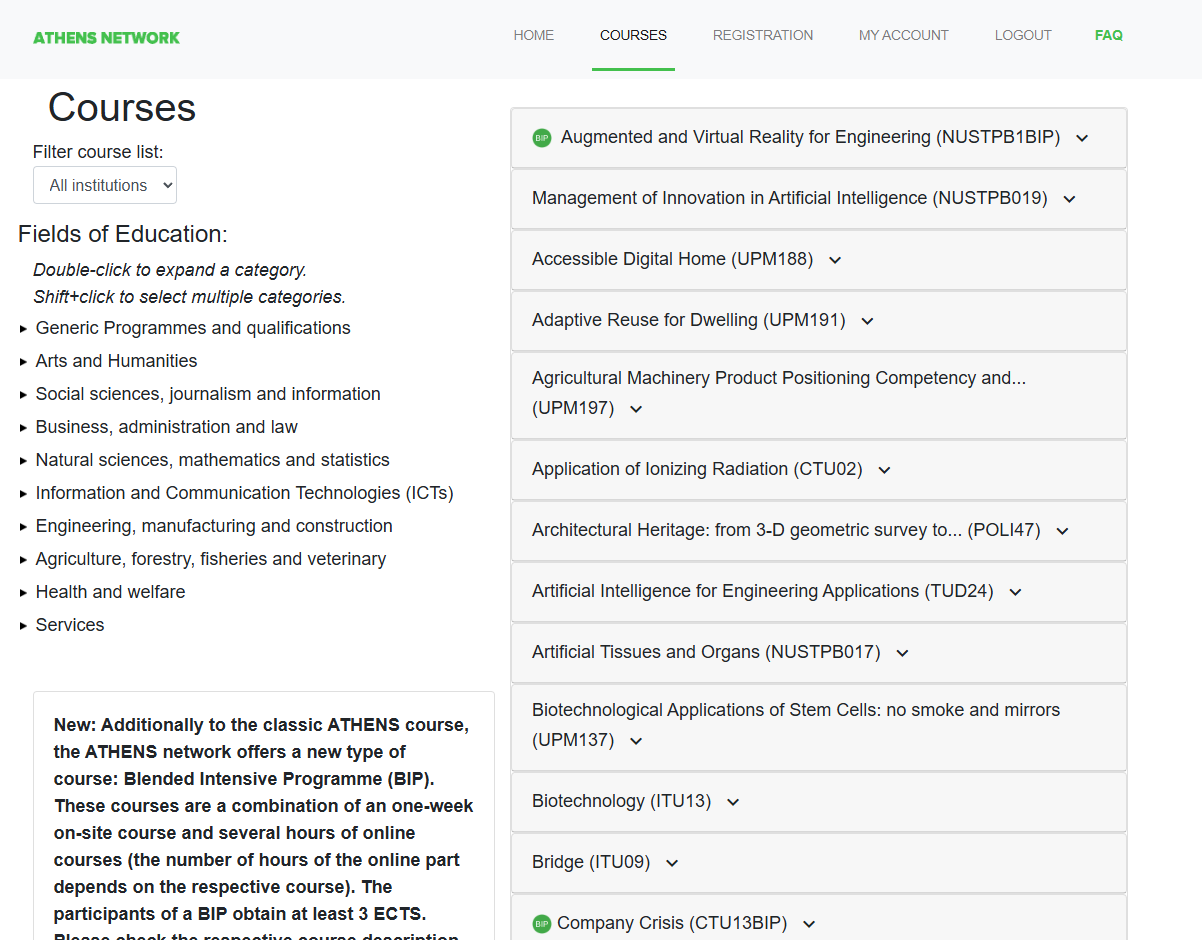 ATHENS NETWORK
HOME
COURSES
REGISTRATION
MY ACCOUNT
LOGOUT
FAQ
Courses
Filter course list:
All institutions
Fields of Education:
Double-click to expand a category.
Shift+click to select multiple categories.
Generic Programmes and qualifications
Arts and Humanities
Social sciences, journalism and information
Business, administration and law
Natural sciences, mathematics and statistics
Information and Communication Technologies (ICTs)
Engineering, manufacturing and construction
Agriculture, forestry, fisheries and veterinary
Health and welfare
Services
New: Additionally to the classic ATHENS course,
the ATHENS network offers a new type of
course: Blended Intensive Programme (BIP).
These courses are a combination of an one-week
on-site course and several hours of online
courses (the number of hours of the online part
depends on the respective course). The
participants of a BIP obtain at least 3 ECTS.
Please check the respective course description
BIP Augmented and Virtual Reality for Engineering (NUSTPB1BIP)
Management of Innovation in Artificial Intelligence (NUSTPB019)
Accessible Digital Home (UPM188)
Adaptive Reuse for Dwelling (UPM191)
Agricultural Machinery Product Positioning Competency and...
(UPM197)
Application of Ionizing Radiation (CTU02)
Architectural Heritage: from 3-D geometric survey to... (POLI47)
Artificial Intelligence for Engineering Applications (TUD24)
Artificial Tissues and Organs (NUSTPB017)
Biotechnological Applications of Stem Cells: no smoke and mirrors
(UPM137)
Biotechnology (ITU13)
Bridge (ITU09)
BIP Company Crisis (CTU13BIP)